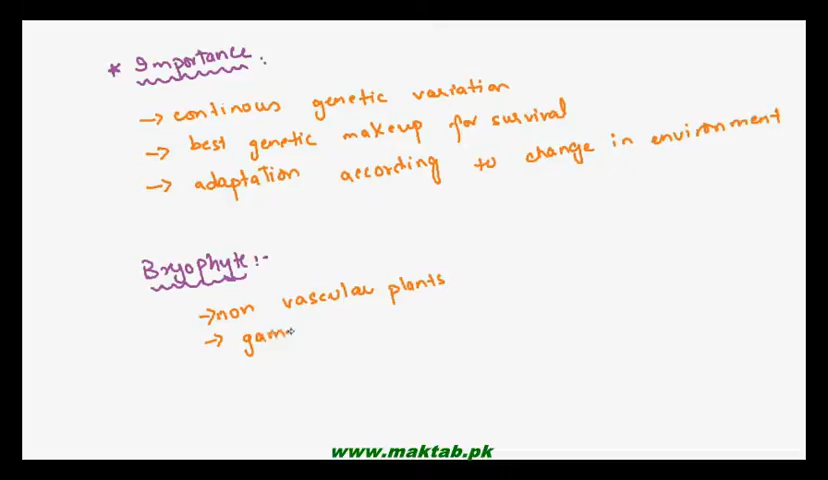 * Importance :
→ continous genetic variation
→ best genetic makeup for survival
→ adaptation according to change in environment
Bryophyte :-
→ non vascular plants
→ gam
www.maktab.pk